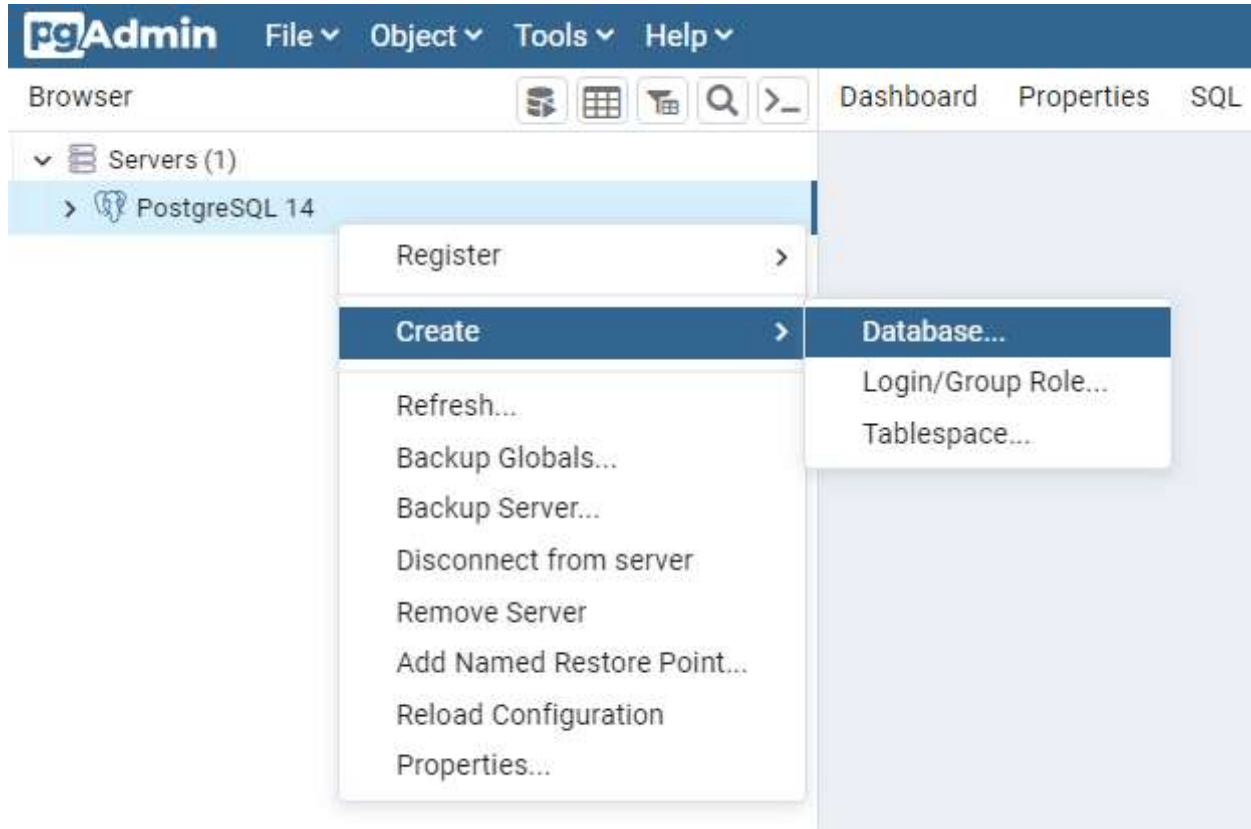 pgAdmin File Object Tools Help
Browser Dashboard Properties SQL
Servers (1)
PostgreSQL 14
Register
Create
Database...
Login/Group Role...
Tablespace...
Refresh...
Backup Globals...
Backup Server...
Disconnect from server
Remove Server
Add Named Restore Point...
Reload Configuration
Properties...